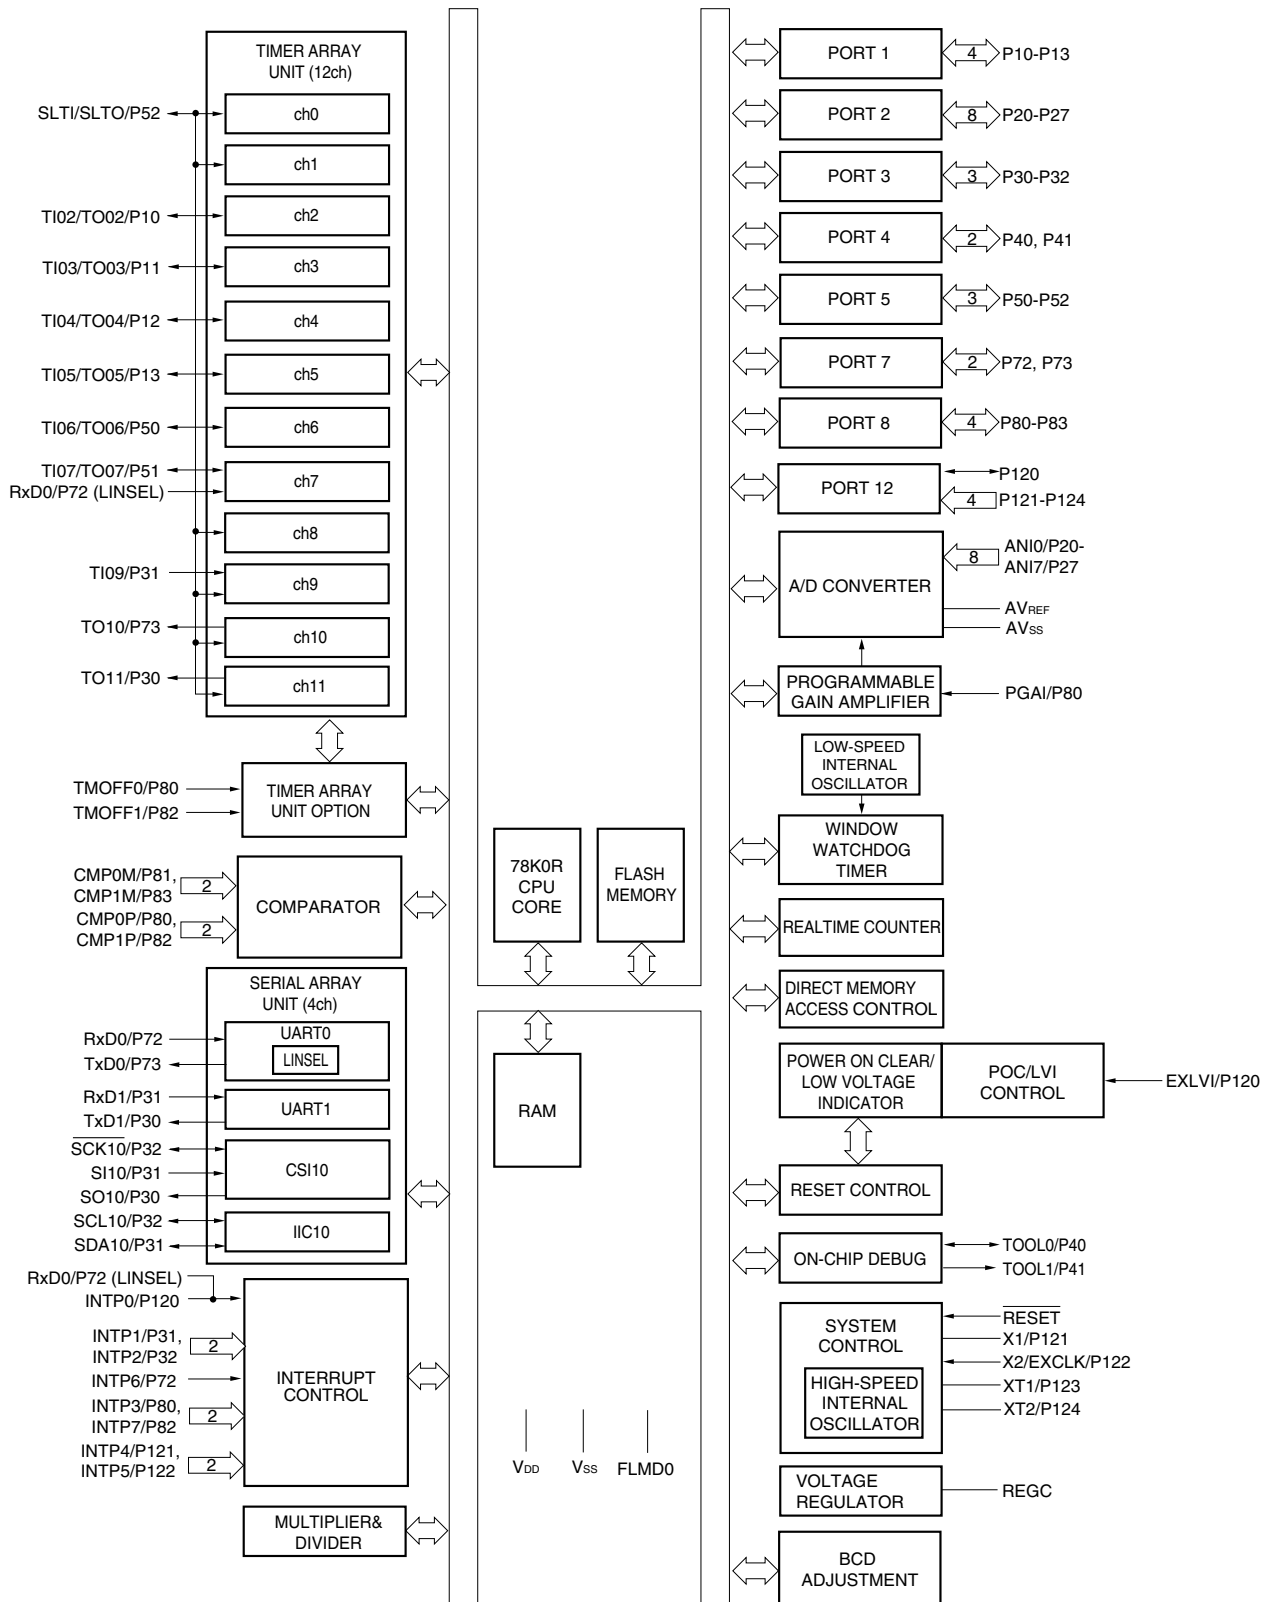 TIMER ARRAY
UNIT (12ch)
SLTI/SLTO/P52
ch0
ch1
TI02/TO02/P10
ch2
TI03/TO03/P11
ch3
TI04/TO04/P12
ch4
TI05/TO05/P13
ch5
TI06/TO06/P50
ch6
TI07/TO07/P51
RxD0/P72 (LINSEL)
ch7
ch8
TI09/P31
ch9
TO10/P73
ch10
TO11/P30
ch11
TMOFF0/P80
TMOFF1/P82
TIMER ARRAY
UNIT OPTION
CMP0M/P81,
CMP1M/P83
2
CMP0P/P80,
CMP1P/P82
2
COMPARATOR
SERIAL ARRAY
UNIT (4ch)
RxD0/P72
TxD0/P73
UART0
LINSEL
RxD1/P31
TxD1/P30
UART1
SCK10/P32
SI10/P31
SO10/P30
CSI10
SCL10/P32
SDA10/P31
IIC10
RxD0/P72 (LINSEL)
INTP0/P120
INTP1/P31,
INTP2/P32
2
INTP6/P72
INTP3/P80,
INTP7/P82
2
INTP4/P121,
INTP5/P122
2
INTERRUPT
CONTROL
MULTIPLIER&
DIVIDER
78K0R
CPU
CORE
FLASH
MEMORY
RAM
VDD
VSS
FLMD0
PORT 1
4
P10-P13
PORT 2
8
P20-P27
PORT 3
3
P30-P32
PORT 4
2
P40, P41
PORT 5
3
P50-P52
PORT 7
2
P72, P73
PORT 8
4
P80-P83
PORT 12
P120
4
P121-P124
A/D CONVERTER
8
ANI0/P20-
ANI7/P27
AVREF
AVSS
PROGRAMMABLE
GAIN AMPLIFIER
PGAI/P80
LOW-SPEED
INTERNAL
OSCILLATOR
WINDOW
WATCHDOG
TIMER
REALTIME COUNTER
DIRECT MEMORY
ACCESS CONTROL
POWER ON CLEAR/
LOW VOLTAGE
INDICATOR
POC/LVI
CONTROL
EXLVI/P120
RESET CONTROL
ON-CHIP DEBUG
TOOL0/P40
TOOL1/P41
SYSTEM
CONTROL
HIGH-SPEED
INTERNAL
OSCILLATOR
RESET
X1/P121
X2/EXCLK/P122
XT1/P123
XT2/P124
VOLTAGE
REGULATOR
REGC
BCD
ADJUSTMENT